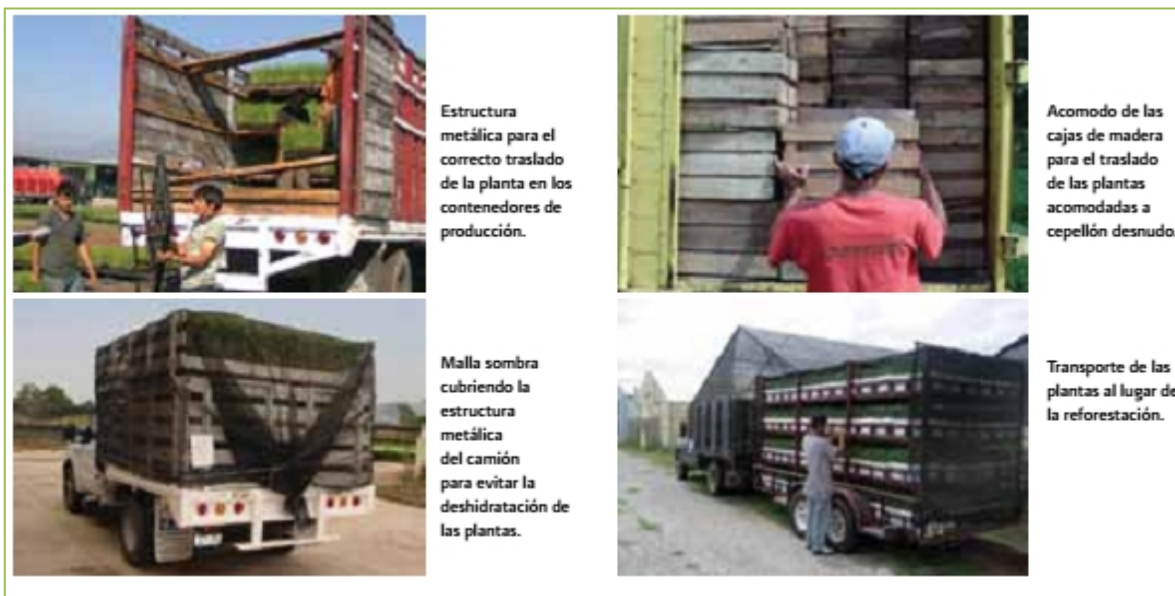 Estructura
metálica para el
correcto traslado
de la planta en los
contenedores de
producción.
Acomodo de las
cajas de madera
para el traslado
de las plantas
acomodadas a
cepellón desnudo.
Malla sombra
cubriendo la
estructura
metálica
del camión
para evitar la
deshidratación de
las plantas.
Transporte de las
plantas al lugar de
la reforestación.